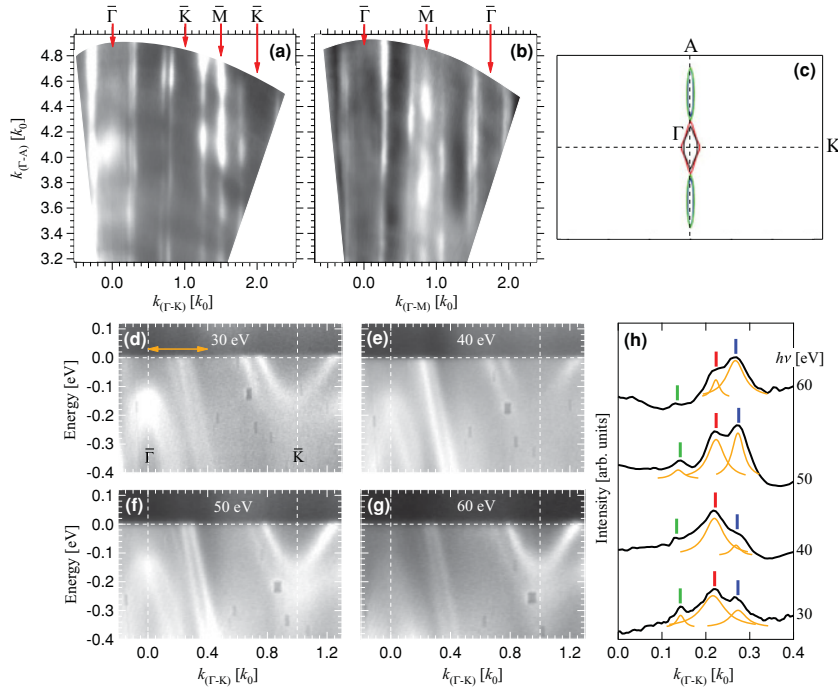 Γ̅ K̅ M̅ K̅
(a)
4.8
4.6
4.4
4.2
4.0
3.8
3.6
3.4
3.2
k(Γ-A) [k0]
0.0 1.0 2.0
k(Γ-K) [k0]
Γ̅ M̅ Γ̅
(b)
0.0 1.0 2.0
k(Γ-M) [k0]
A
(c)
Γ
K
(d) 30 eV
0.1
0.0
-0.1
-0.2
-0.3
-0.4
Energy [eV]
Γ̅ K̅
(e) 40 eV
(f) 50 eV
0.1
0.0
-0.1
-0.2
-0.3
-0.4
Energy [eV]
0.0 0.4 0.8 1.2
k(Γ-K) [k0]
(g) 60 eV
0.0 0.4 0.8 1.2
k(Γ-K) [k0]
(h)
hν [eV]
60
50
40
30
Intensity [arb. units]
0.0 0.1 0.2 0.3 0.4
k(Γ-K) [k0]